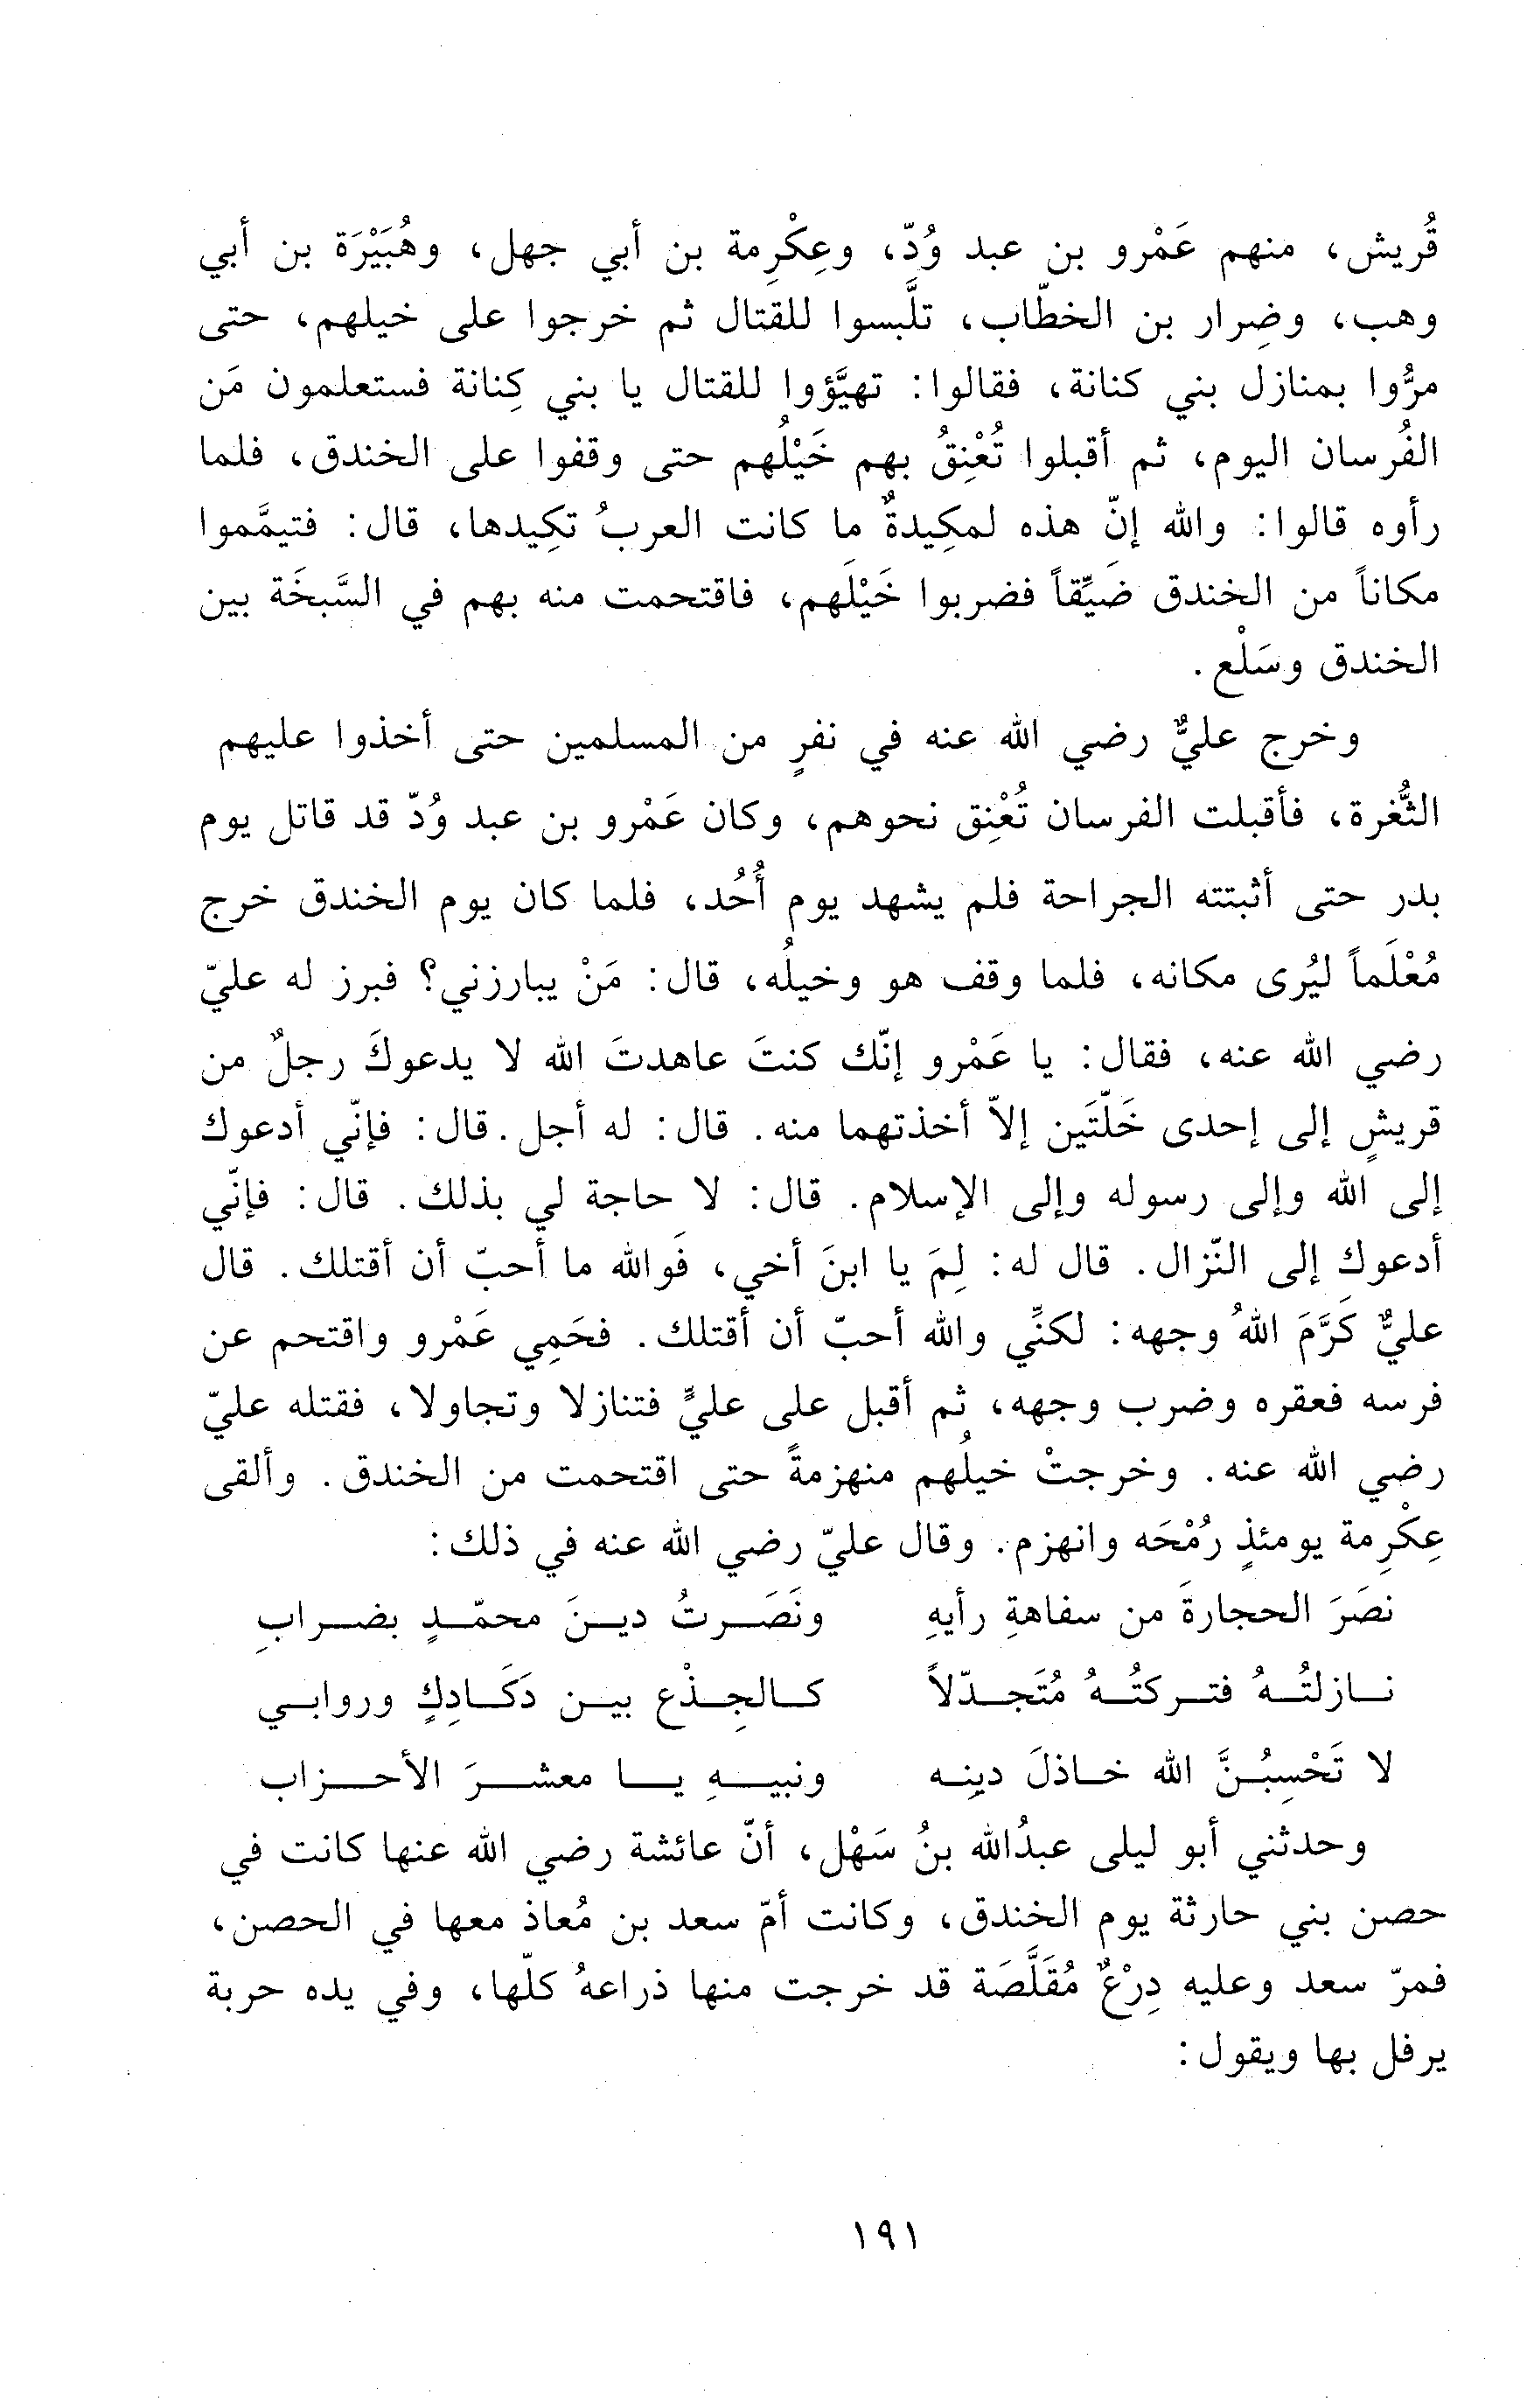 قُريش، منهم عَمْرو بن عبد وُدّ، وعِكْرِمة بن أبي جهل، وهُبَيْرَة بن أبي
وهب، وضِرار بن الخطّاب، تلَّبسوا للقتال ثم خرجوا على خيلهم، حتى
مرُّوا بمنازل بني كنانة، فقالوا: تهيَّؤوا للقتال يا بني كِنانة فستعلمون مَن
الفُرسان اليوم، ثم أقبلوا تُعْنِقُ بهم خَيْلُهم حتى وقفوا على الخندق، فلما
رأوه قالوا: والله إنّ هذه لمكِيدةٌ ما كانت العربُ تكِيدها، قال: فتيمَّموا
مكاناً من الخندق ضَيِّقاً فضربوا خَيْلَهم، فاقتحمت منه بهم في السَّبخَة بين
الخندق وسَلْع.
وخرج عليٌّ رضي الله عنه في نفرٍ من المسلمين حتى أخذوا عليهم
الثُّغرة، فأقبلت الفرسان تُعْنِق نحوهم، وكان عَمْرو بن عبد وُدّ قد قاتل يوم
بدر حتى أثبتته الجراحة فلم يشهد يوم أُحُد، فلما كان يوم الخندق خرج
مُعْلَماً ليُرى مكانه، فلما وقف هو وخيلُه، قال: مَنْ يبارزني؟ فبرز له عليّ
رضي الله عنه، فقال: يا عَمْرو إنّك كنتَ عاهدتَ الله لا يدعوكَ رجلٌ من
قريشٍ إلى إحدى خَلّتَين إلاّ أخذتهما منه. قال: له أجل. قال: فإنّي أدعوك
إلى الله وإلى رسوله وإلى الإسلام. قال: لا حاجة لي بذلك. قال: فإنّي
أدعوك إلى النّزال. قال له: لِمَ يا ابنَ أخي، فَوالله ما أحبّ أن أقتلك. قال
عليٌّ كَرَّمَ اللهُ وجهه: لكنِّي والله أحبّ أن أقتلك. فحَمِي عَمْرو واقتحم عن
فرسه فعقره وضرب وجهه، ثم أقبل على عليٍّ فتنازلا وتجاولا، فقتله عليّ
رضي الله عنه. وخرجتْ خيلُهم منهزمةً حتى اقتحمت من الخندق. وألقى
عِكْرِمة يومئذٍ رُمْحَه وانهزم. وقال عليّ رضي الله عنه في ذلك:
نصَرَ الحجارةَ من سفاهةِ رأيهِ ونَصَرتُ دينَ محمّدٍ بضرابِ
نازلتُهُ فتركتُهُ مُتَجدّلاً كالجِذْعِ بين دَكَادِكٍ وروابي
لا تَحْسِبُنَّ الله خاذلَ دينِه ونبيهِ يا معشرَ الأحزاب
وحدثني أبو ليلى عبدُالله بنُ سَهْل، أنّ عائشة رضي الله عنها كانت في
حصن بني حارثة يوم الخندق، وكانت أمّ سعد بن مُعاذ معها في الحصن،
فمرّ سعد وعليه دِرْعٌ مُقَلَّصَة قد خرجت منها ذراعهُ كلّها، وفي يده حربة
يرفل بها ويقول:
١٩١